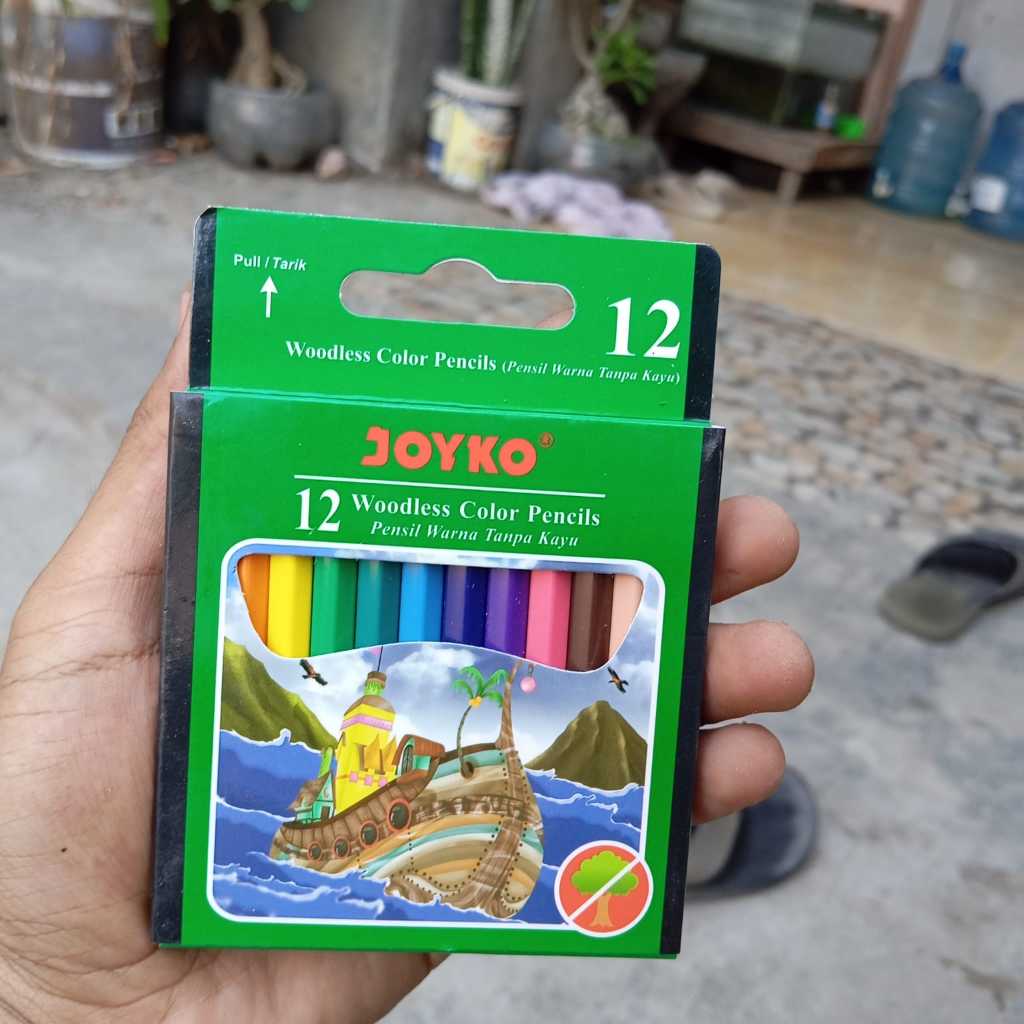 Pull / Tarik
12
Woodless Color Pencils (Pensil Warna Tanpa Kayu)
JOYKO®
12 Woodless Color Pencils
Pensil Warna Tanpa Kayu